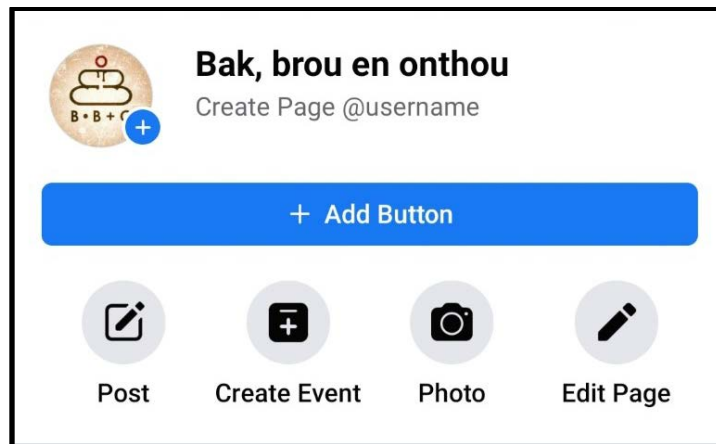 Bak, brou en onthou
Create Page @username
B • B +
+ Add Button
Post
Create Event
Photo
Edit Page